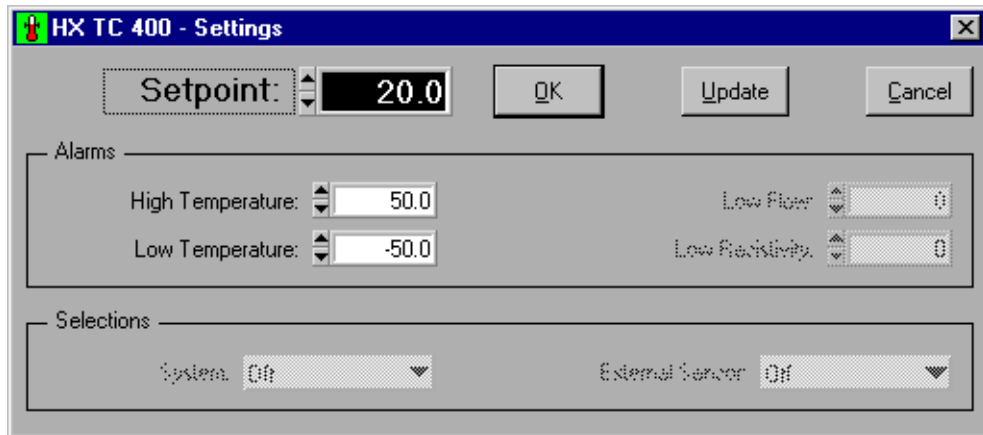 HX TC 400 - Settings
Setpoint: 20.0 OK Update Cancel
Alarms
High Temperature: 50.0 Low Flow: 0
Low Temperature: -50.0 Low Resistivity: 0
Selections
System: Off External Sensor: Off